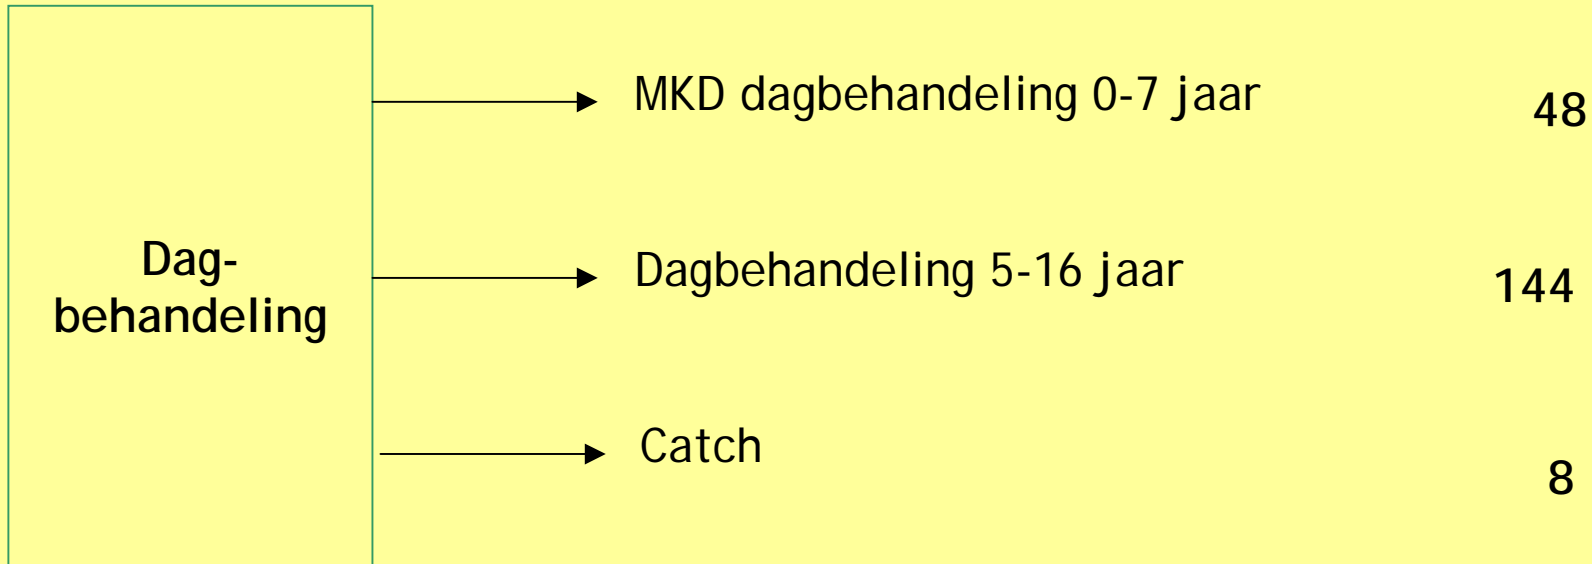 MKD dagbehandeling 0-7 jaar 48
Dag-
behandeling
Dagbehandeling 5-16 jaar 144
Catch 8